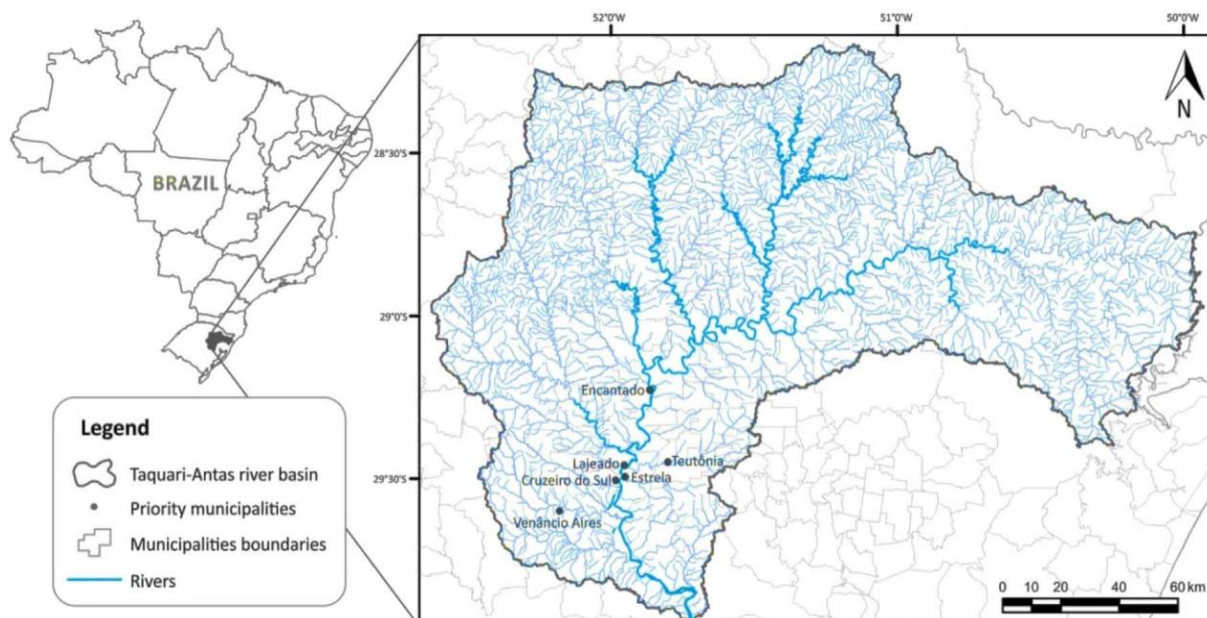 52°0'W 51°0'W 50°0'W
N
BRAZIL
28°30'S
29°0'S
Encantado
Lajeado
Teutônia
Cruzeiro do Sul
Estrela
29°30'S
Venâncio Aires
Legend
Taquari-Antas river basin
Priority municipalities
Municipalities boundaries
Rivers
0 10 20 40 60 km